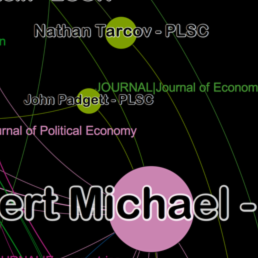 Nathan Tarcov - PLSC
JOURNAL|Journal of Econom
John Padgett - PLSC
urnal of Political Economy
ert Michael -